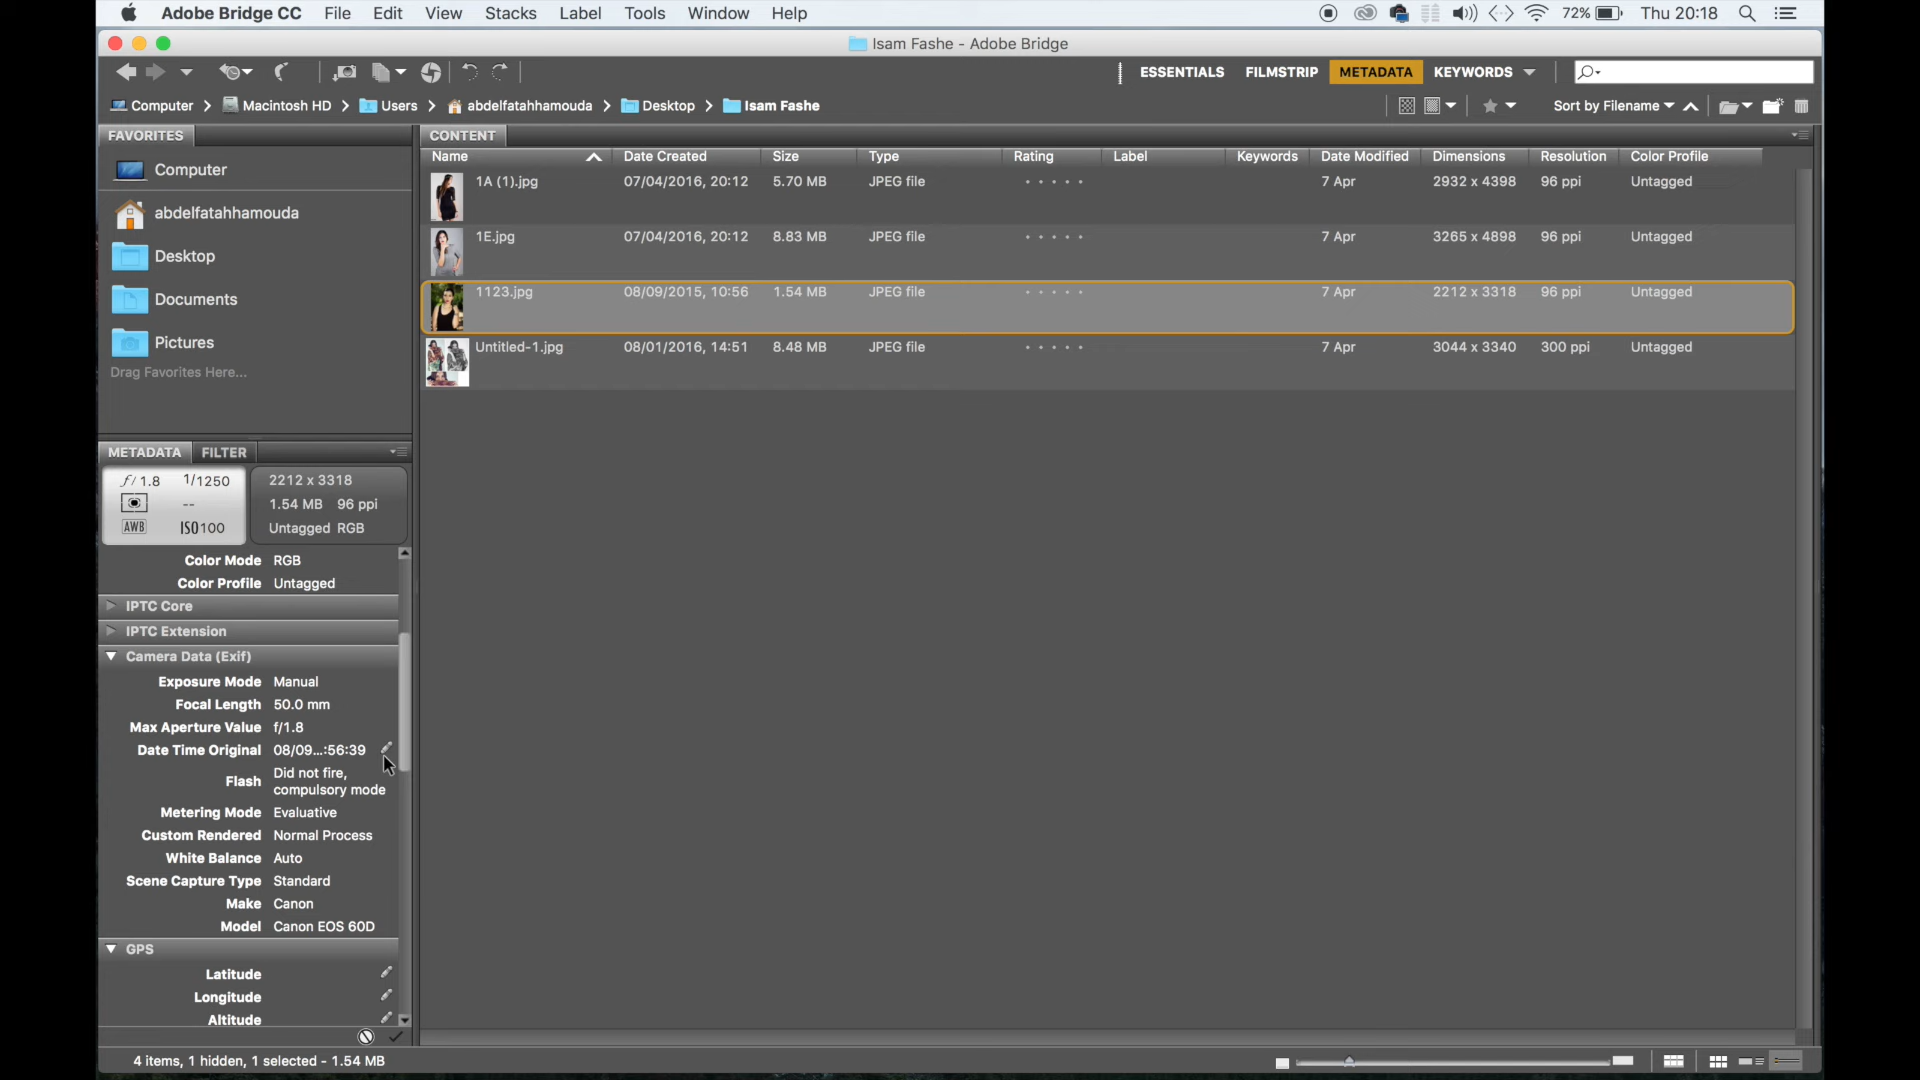 Adobe Bridge CC File Edit View Stacks Label Tools Window Help 72% Thu 20:18
Isam Fashe - Adobe Bridge
ESSENTIALS FILMSTRIP METADATA KEYWORDS
Computer Macintosh HD Users abdelfatahhamouda Desktop Isam Fashe Sort by Filename
FAVORITES
Computer
abdelfatahhamouda
Desktop
Documents
Pictures
Drag Favorites Here...
CONTENT
Name Date Created Size Type Rating Label Keywords Date Modified Dimensions Resolution Color Profile
1A (1).jpg 07/04/2016, 20:12 5.70 MB JPEG file 7 Apr 2932 x 4398 96 ppi Untagged
1E.jpg 07/04/2016, 20:12 8.83 MB JPEG file 7 Apr 3265 x 4898 96 ppi Untagged
1123.jpg 08/09/2015, 10:56 1.54 MB JPEG file 7 Apr 2212 x 3318 96 ppi Untagged
Untitled-1.jpg 08/01/2016, 14:51 8.48 MB JPEG file 7 Apr 3044 x 3340 300 ppi Untagged
METADATA FILTER
f/ 1.8 1/1250 2212 x 3318
-- 1.54 MB 96 ppi
AWB ISO100 Untagged RGB
Color Mode RGB
Color Profile Untagged
IPTC Core
IPTC Extension
Camera Data (Exif)
Exposure Mode Manual
Focal Length 50.0 mm
Max Aperture Value f/1.8
Date Time Original 08/09...:56:39
Flash Did not fire,
compulsory mode
Metering Mode Evaluative
Custom Rendered Normal Process
White Balance Auto
Scene Capture Type Standard
Make Canon
Model Canon EOS 60D
GPS
Latitude
Longitude
Altitude
4 items, 1 hidden, 1 selected - 1.54 MB